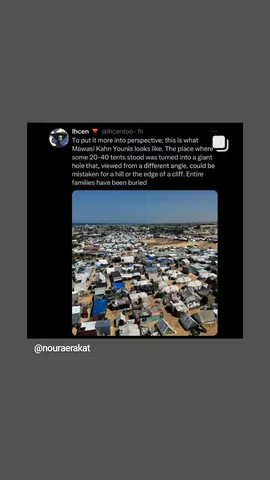 Ihcen 🔻 @ihcentoo · 1h
To put it more into perspective; this is what
Mawasi Kahn Younis looks like. The place where
some 20-40 tents stood was turned into a giant
hole that, viewed from a different angle, could be
mistaken for a hill or the edge of a cliff. Entire
families have been buried
@nouraerakat